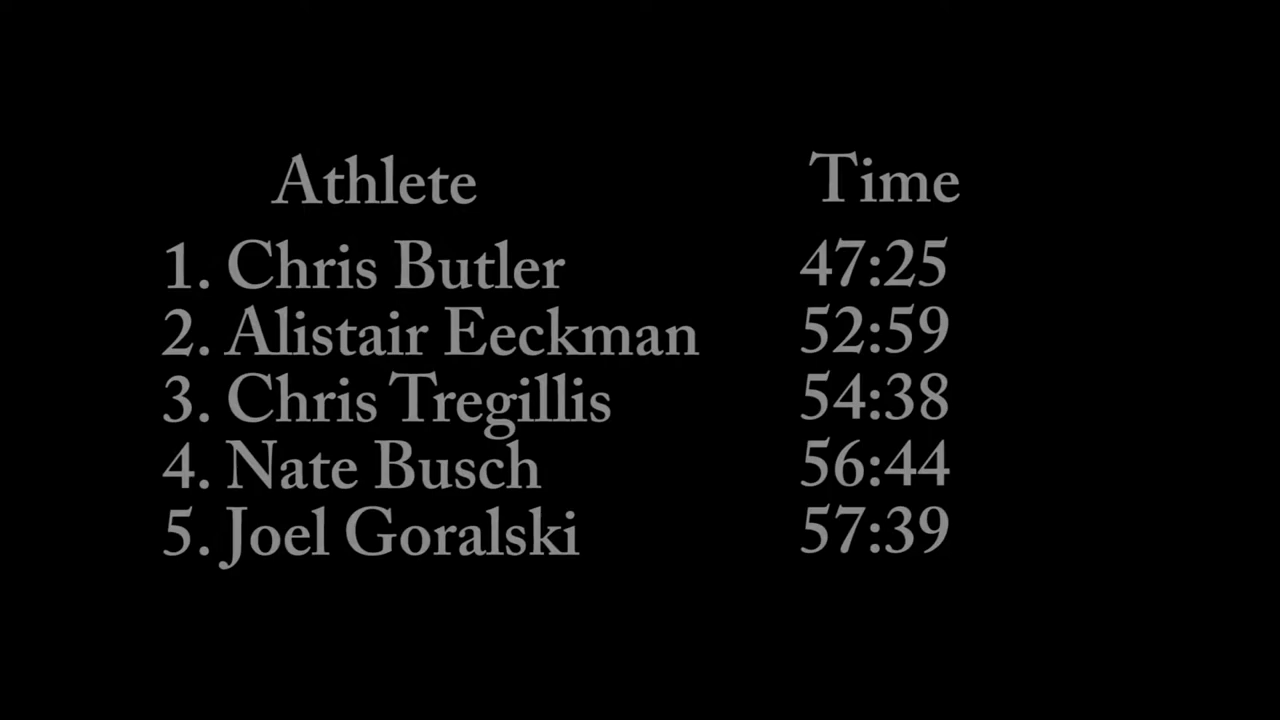 Athlete Time
1. Chris Butler 47:25
2. Alistair Eeckman 52:59
3. Chris Tregillis 54:38
4. Nate Busch 56:44
5. Joel Goralski 57:39